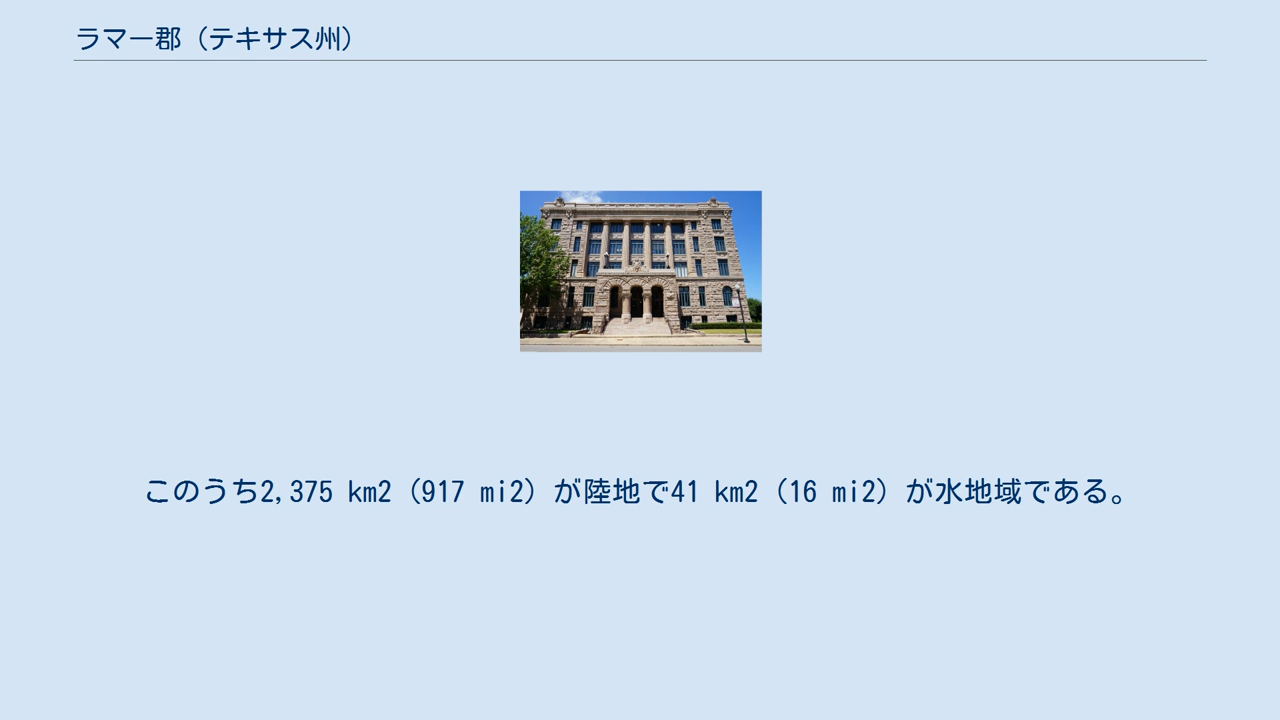 ラマー郡（テキサス州）
このうち2,375 km2（917 mi2）が陸地で41 km2（16 mi2）が水地域である。